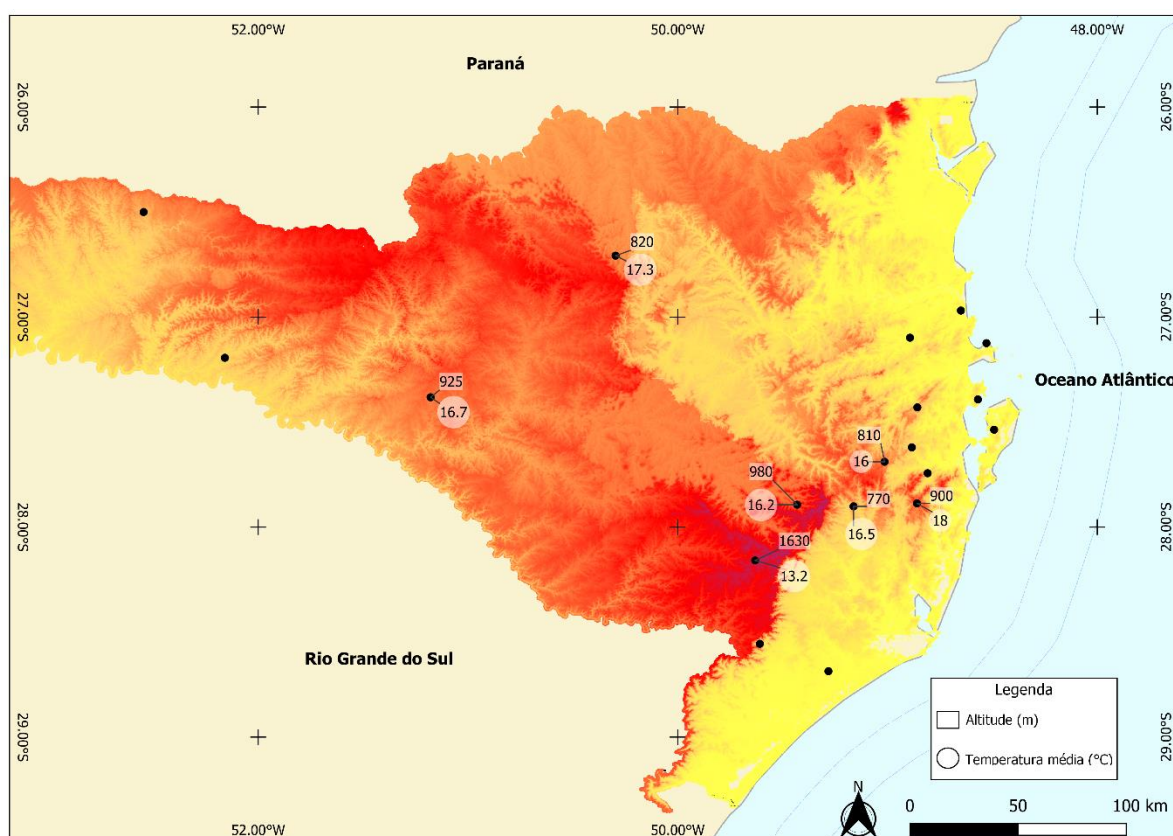 52.00°W
50.00°W
48.00°W
Paraná
26.00°S
26.00°S
820
17.3
27.00°S
27.00°S
Oceano Atlântico
925
16.7
810
16
980
16.2
770
16.5
900
18
28.00°S
28.00°S
1630
13.2
Rio Grande do Sul
Legenda
Altitude (m)
Temperatura média (°C)
29.00°S
29.00°S
N
0 50 100 km
52.00°W
50.00°W